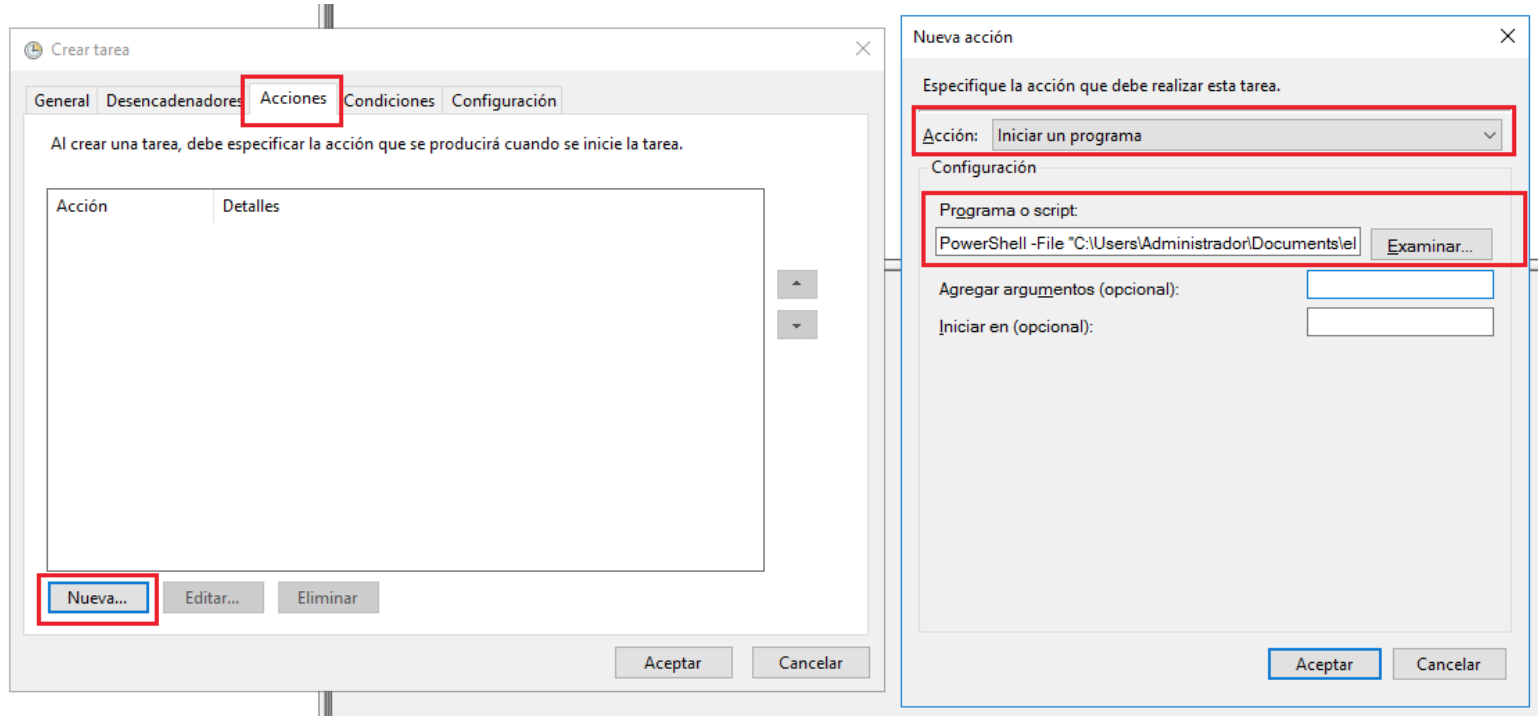 Crear tarea
General Desencadenadores Acciones Condiciones Configuración
Al crear una tarea, debe especificar la acción que se producirá cuando se inicie la tarea.
Acción Detalles
Nueva... Editar... Eliminar
Aceptar Cancelar
Nueva acción
Especifique la acción que debe realizar esta tarea.
Acción: Iniciar un programa
Configuración
Programa o script:
PowerShell -File "C:\Users\Administrador\Documents\el Examinar...
Agregar argumentos (opcional):
Iniciar en (opcional):
Aceptar Cancelar